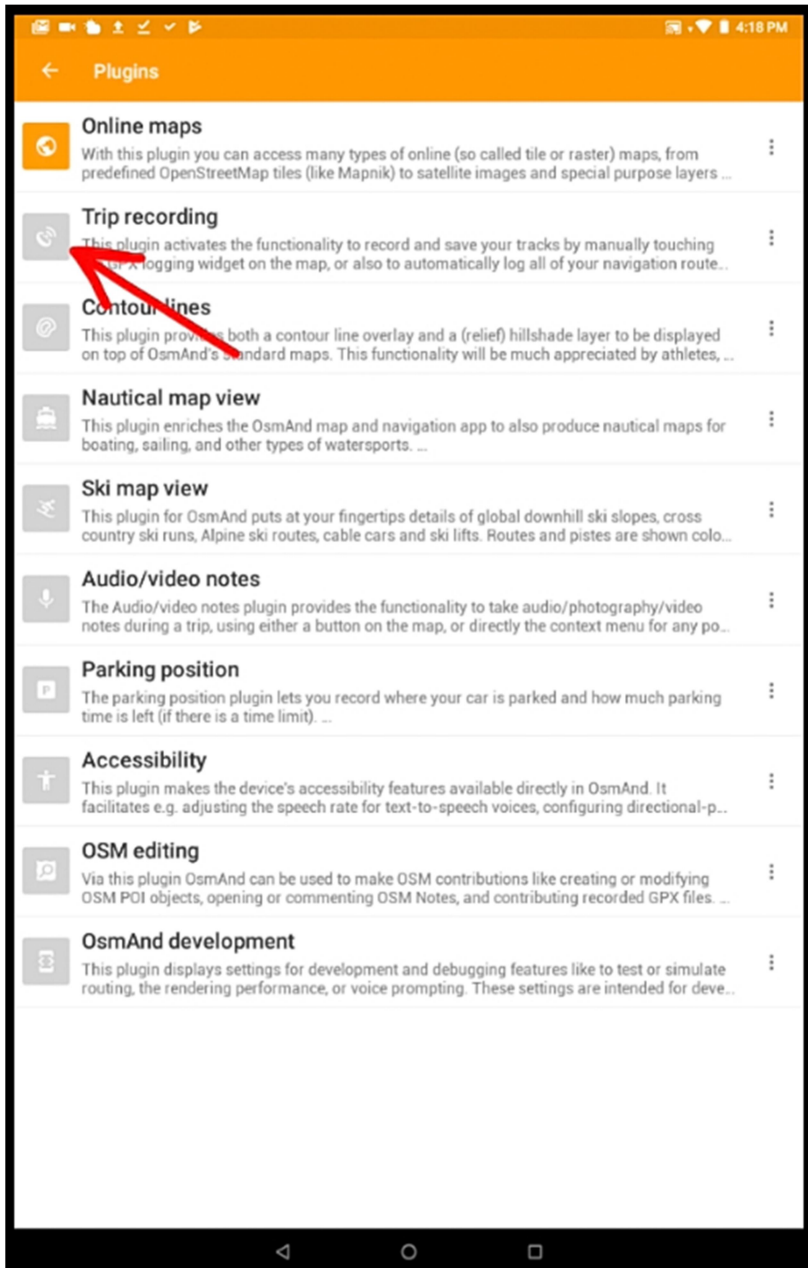 4:18 PM
Plugins
Online maps
With this plugin you can access many types of online (so called tile or raster) maps, from
predefined OpenStreetMap tiles (like Mapnik) to satellite images and special purpose layers ...
Trip recording
This plugin activates the functionality to record and save your tracks by manually touching
GPX logging widget on the map, or also to automatically log all of your navigation route...
Contour lines
This plugin provides both a contour line overlay and a (relief) hillshade layer to be displayed
on top of OsmAnd's standard maps. This functionality will be much appreciated by athletes, ...
Nautical map view
This plugin enriches the OsmAnd map and navigation app to also produce nautical maps for
boating, sailing, and other types of watersports. ...
Ski map view
This plugin for OsmAnd puts at your fingertips details of global downhill ski slopes, cross
country ski runs, Alpine ski routes, cable cars and ski lifts. Routes and pistes are shown colo...
Audio/video notes
The Audio/video notes plugin provides the functionality to take audio/photography/video
notes during a trip, using either a button on the map, or directly the context menu for any po...
Parking position
The parking position plugin lets you record where your car is parked and how much parking
time is left (if there is a time limit). ...
P
Accessibility
This plugin makes the device's accessibility features available directly in OsmAnd. It
facilitates e.g. adjusting the speech rate for text-to-speech voices, configuring directional-p...
OSM editing
Via this plugin OsmAnd can be used to make OSM contributions like creating or modifying
OSM POI objects, opening or commenting OSM Notes, and contributing recorded GPX files. ...
OsmAnd development
This plugin displays settings for development and debugging features like to test or simulate
routing, the rendering performance, or voice prompting. These settings are intended for deve...